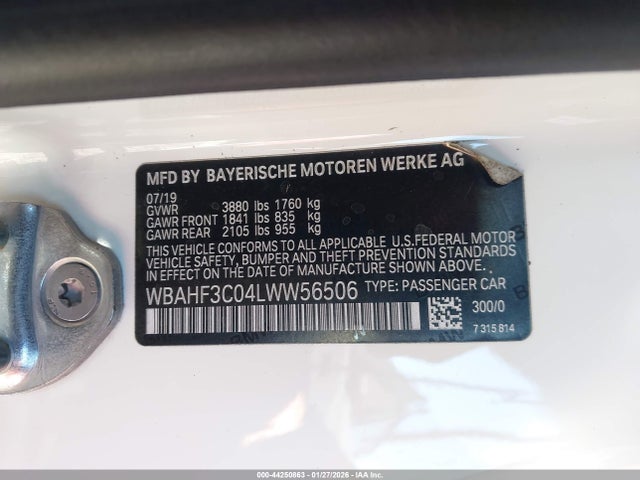 MFD BY BAYERISCHE MOTOREN WERKE AG
07/19
GVWR 3880 lbs 1760 kg
GAWR FRONT 1841 lbs 835 kg
GAWR REAR 2105 lbs 955 kg
THIS VEHICLE CONFORMS TO ALL APPLICABLE U.S.FEDERAL MOTOR
VEHICLE SAFETY, BUMPER AND THEFT PREVENTION STANDARDS
IN EFFECT ON THE DATE OF MANUFACTURE SHOWN ABOVE.
WBAHF3C04LWW56506 TYPE: PASSENGER CAR
300/0
7 315 814
000-44250863 - 01/27/2026 - IAAI.COM